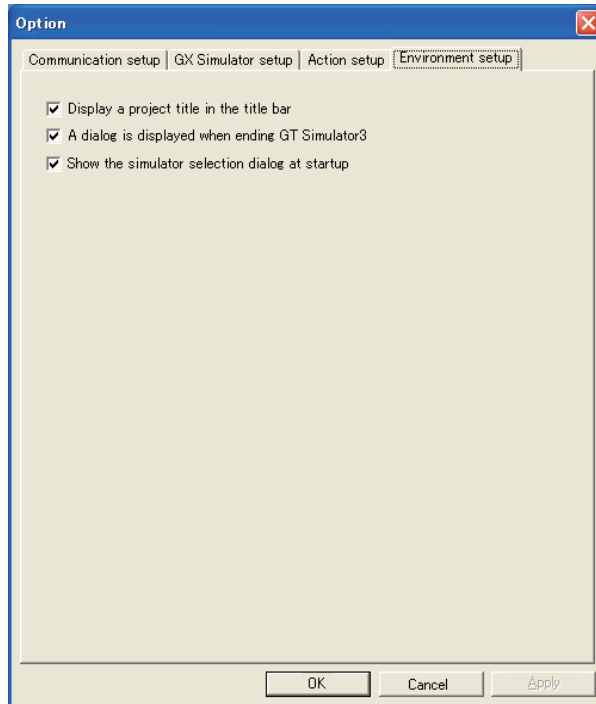 Option
Communication setup GX Simulator setup Action setup Environment setup
Display a project title in the title bar
A dialog is displayed when ending GT Simulator3
Show the simulator selection dialog at startup
OK Cancel Apply